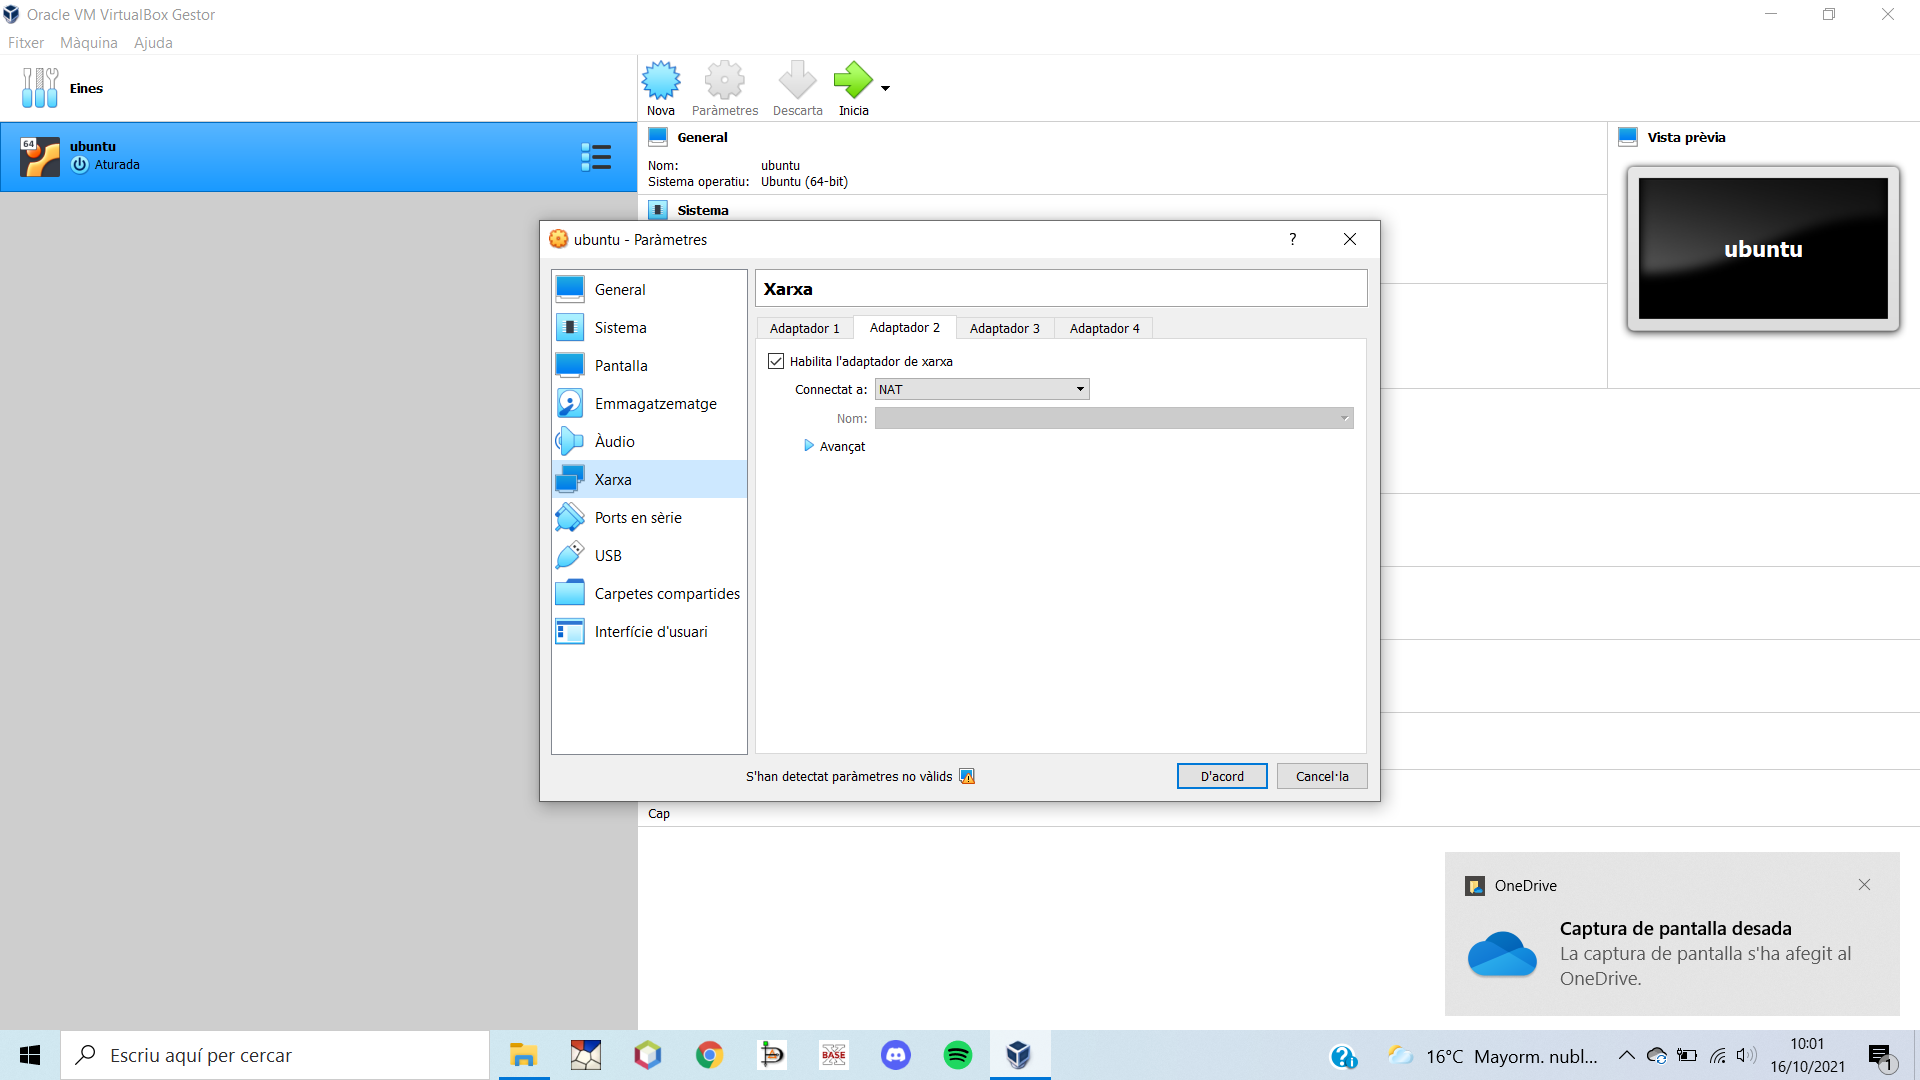 Oracle VM VirtualBox Gestor
Fitxer Màquina Ajuda
Eines
Nova Paràmetres Descarta Inicia
64
ubuntu
Aturada
General
Nom: ubuntu
Sistema operatiu: Ubuntu (64-bit)
Sistema
Vista prèvia
ubuntu
ubuntu - Paràmetres
?
General
Sistema
Pantalla
Emmagatzematge
Àudio
Xarxa
Ports en sèrie
USB
Carpetes compartides
Interfície d'usuari
Xarxa
Adaptador 1 Adaptador 2 Adaptador 3 Adaptador 4
Habilita l'adaptador de xarxa
Connectat a: NAT
Nom:
Avançat
S'han detectat paràmetres no vàlids
D'acord Cancel·la
Cap
OneDrive
Captura de pantalla desada
La captura de pantalla s'ha afegit al
OneDrive.
Escriu aquí per cercar
BASE
16°C Mayorm. nubl...
10:01
16/10/2021
1